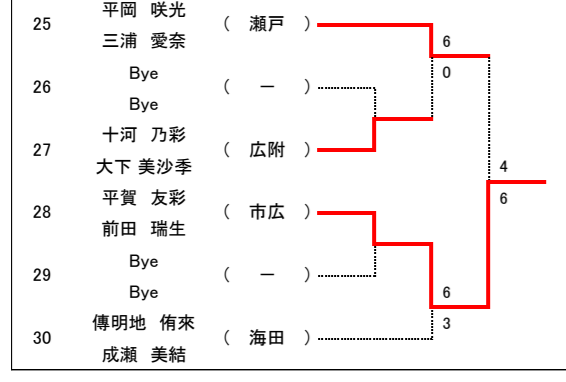 平岡 咲光
25 ( 瀬戸 )
三浦 愛奈
6
0
Bye
26 ( ー )
Bye
十河 乃彩
27 ( 広附 )
大下 美沙季
4
6
平賀 友彩
28 ( 市広 )
前田 瑞生
Bye
29 ( ー )
Bye
6
3
傳明地 侑來
30 ( 海田 )
成瀬 美結